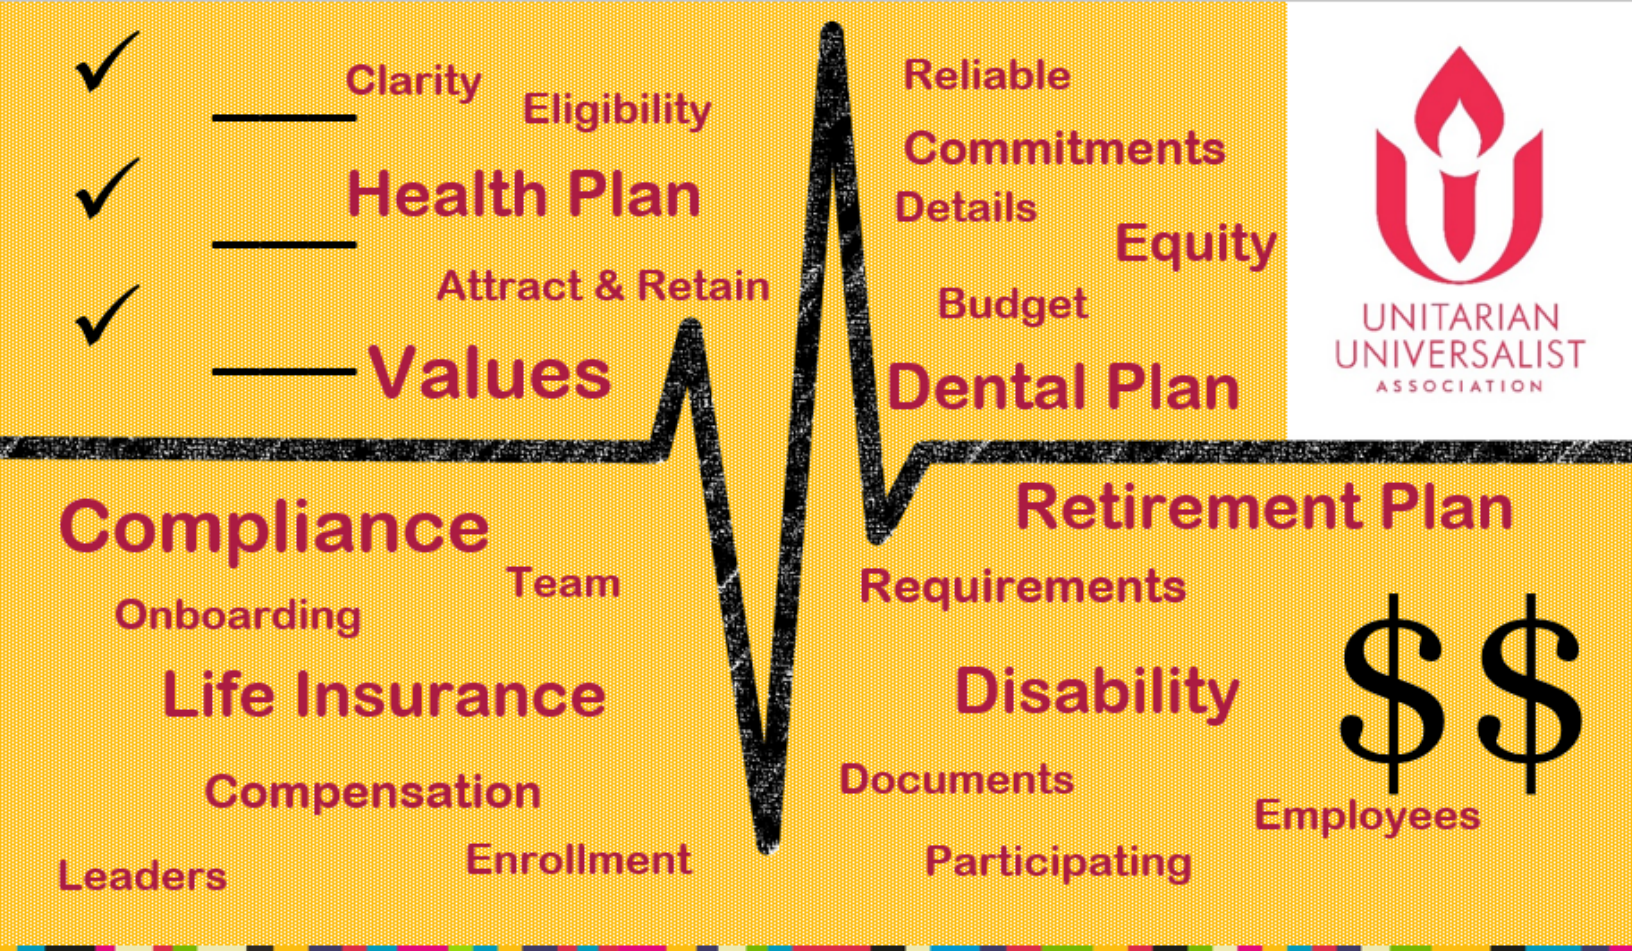 Clarity
Eligibility
Health Plan
Attract & Retain
Values
Reliable
Commitments
Details
Equity
Budget
Dental Plan
UNITARIAN
UNIVERSALIST
ASSOCIATION
Compliance
Team
Onboarding
Life Insurance
Compensation
Enrollment
Leaders
Retirement Plan
Requirements
Disability
$$
Documents
Employees
Participating